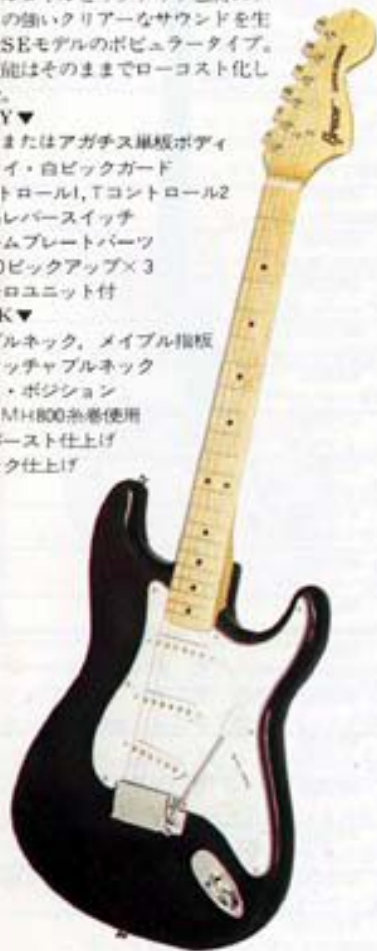 の強いクリアーなサウンドを生
SEモデルのポピュラータイプ。
能はそのままでローコスト化し
Y▼
またはアガチス単板ボディ
イ・白ピックガード
トロール1, Tコントロール2
レバースイッチ
ムプレートパーツ
0ピックアップ×3
ロユニット付
K▼
ブルネック, メイプル指板
ッチャブルネック
・ポジション
MH800糸巻使用
バースト仕上げ
ク仕上げ
Greco